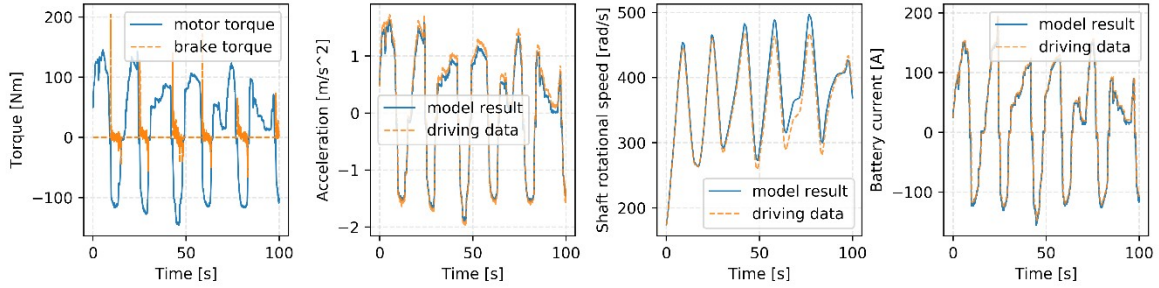 Torque [Nm]
200
100
0
−100
motor torque
brake torque
0
50
100
Time [s]
Acceleration [m/s^2]
1
0
−1
−2
model result
driving data
0
50
100
Time [s]
Shaft rotational speed [rad/s]
500
400
300
200
model result
driving data
0
50
100
Time [s]
Battery current [A]
200
100
0
−100
model result
driving data
0
50
100
Time [s]